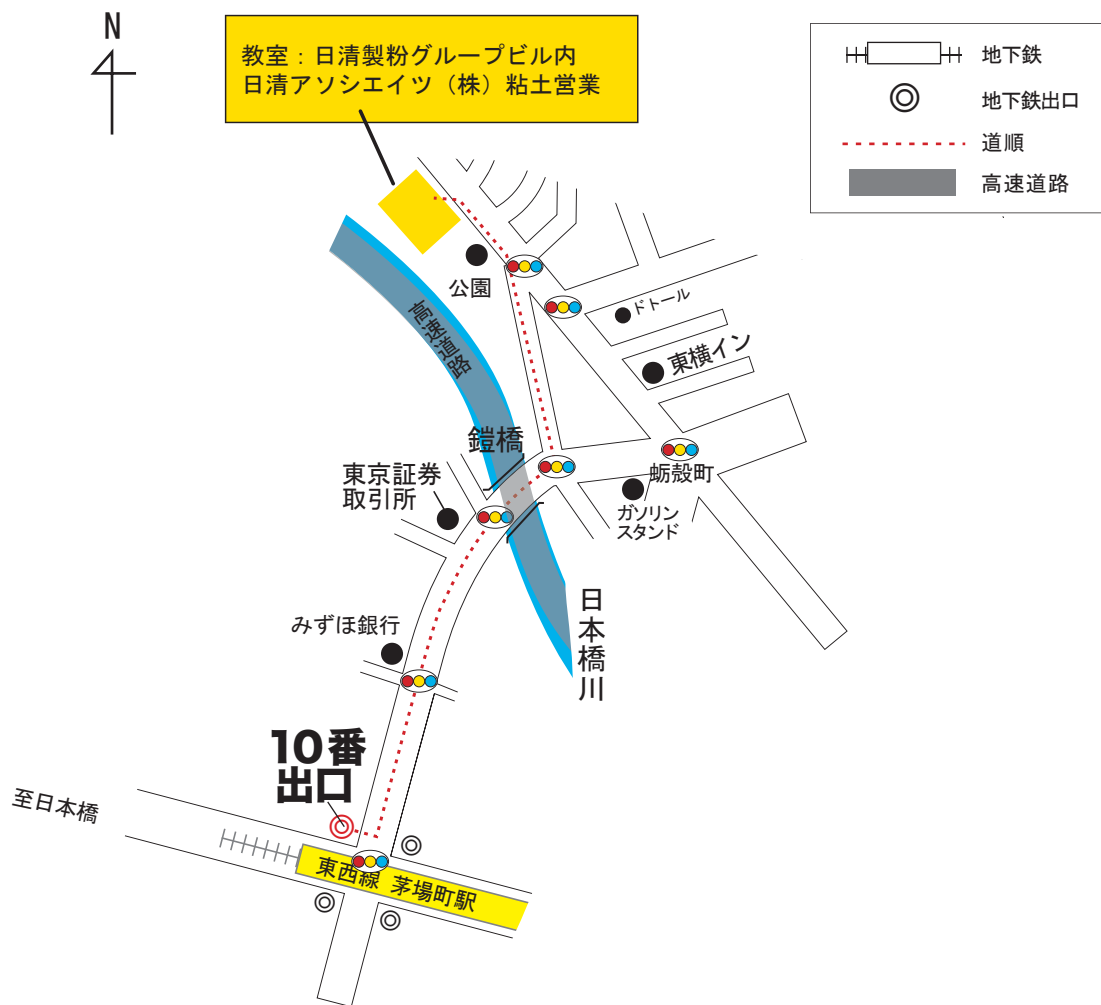 N
教室：日清製粉グループビル内
日清アソシエイツ（株）粘土営業
地下鉄
地下鉄出口
道順
高速道路
公園
ドトール
高速道路
東横イン
鎧橋
東京証券
取引所
蛎殻町
ガソリン
スタンド
日本橋川
みずほ銀行
10番
出口
至日本橋
東西線 茅場町駅